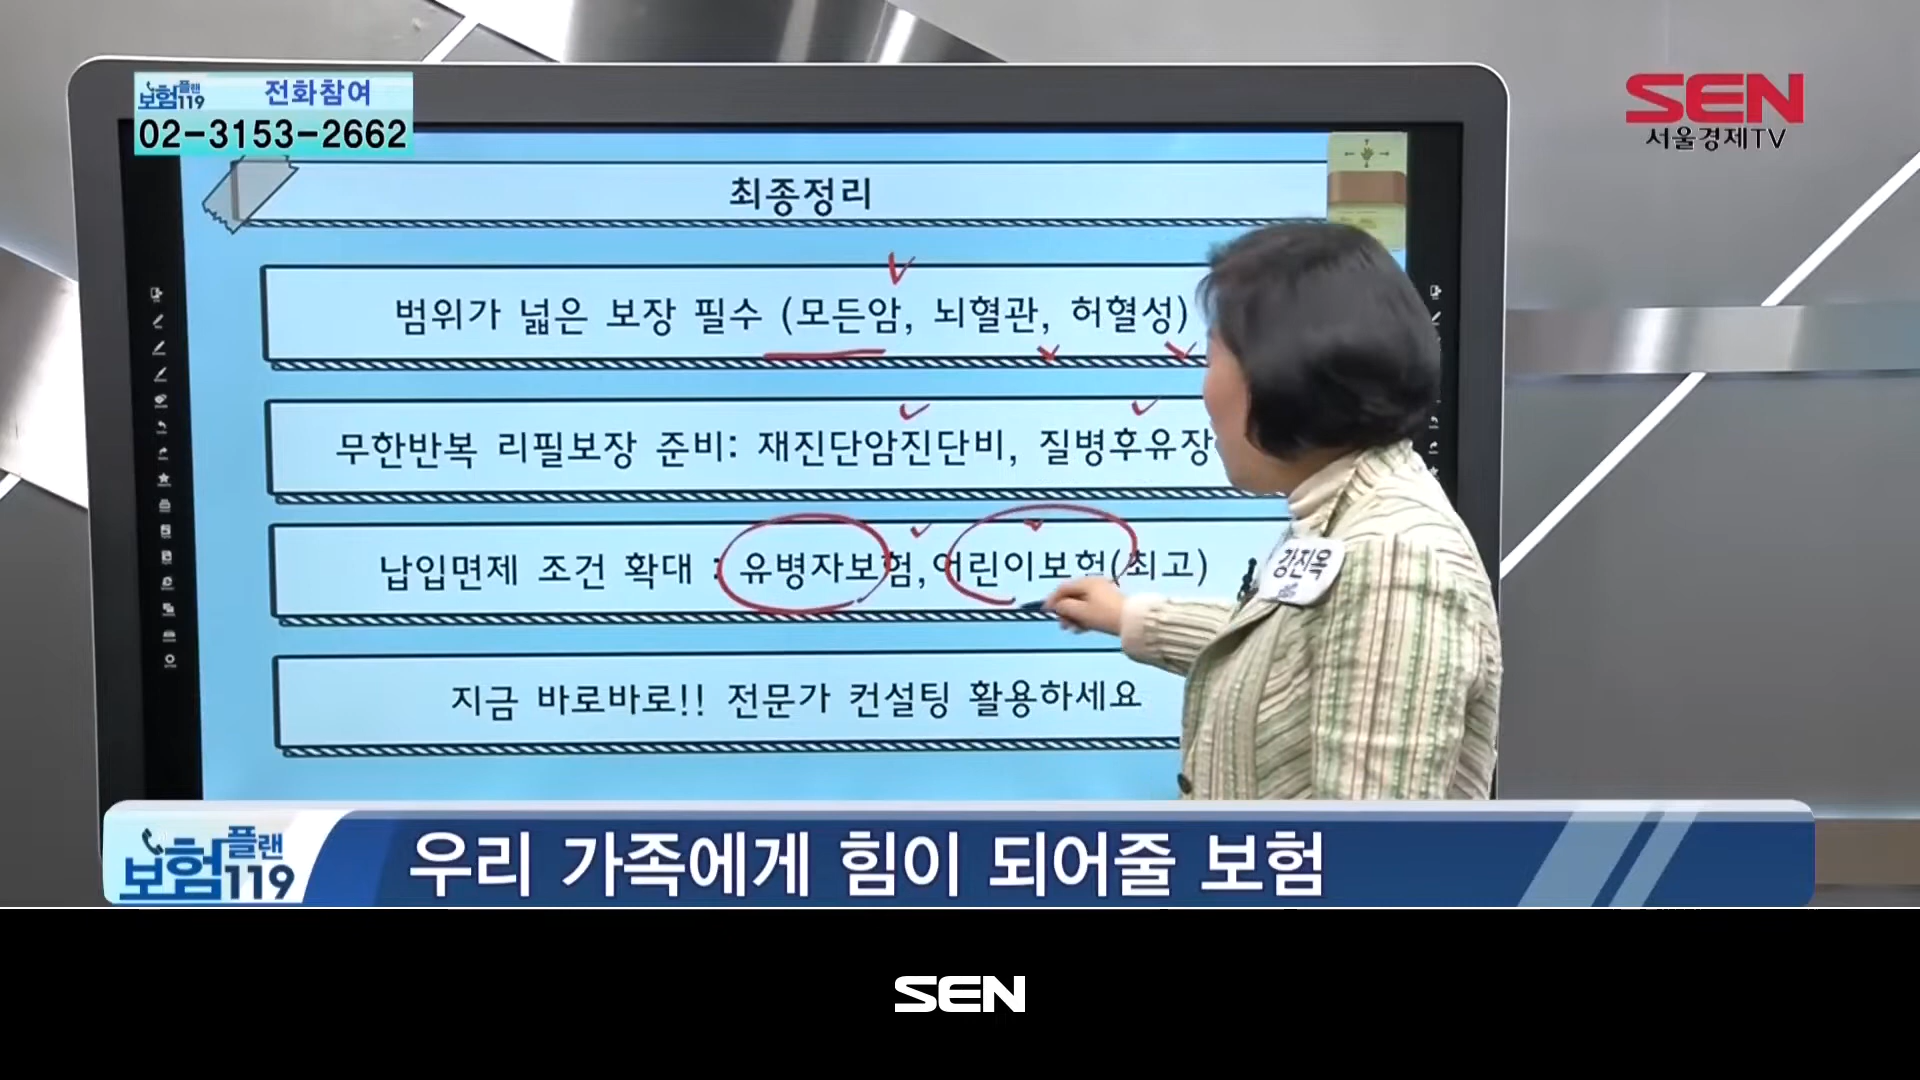 보험플랜119 전화참여
02-3153-2662
SEN
서울경제TV
최종정리
범위가 넓은 보장 필수 (모든암, 뇌혈관, 허혈성)
무한반복 리필보장 준비: 재진단암진단비, 질병후유장
납입면제 조건 확대 : 유병자보험,어린이보험(최고)
강진옥
지금 바로바로!! 전문가 컨설팅 활용하세요
보험플랜119
우리 가족에게 힘이 되어줄 보험
SEN